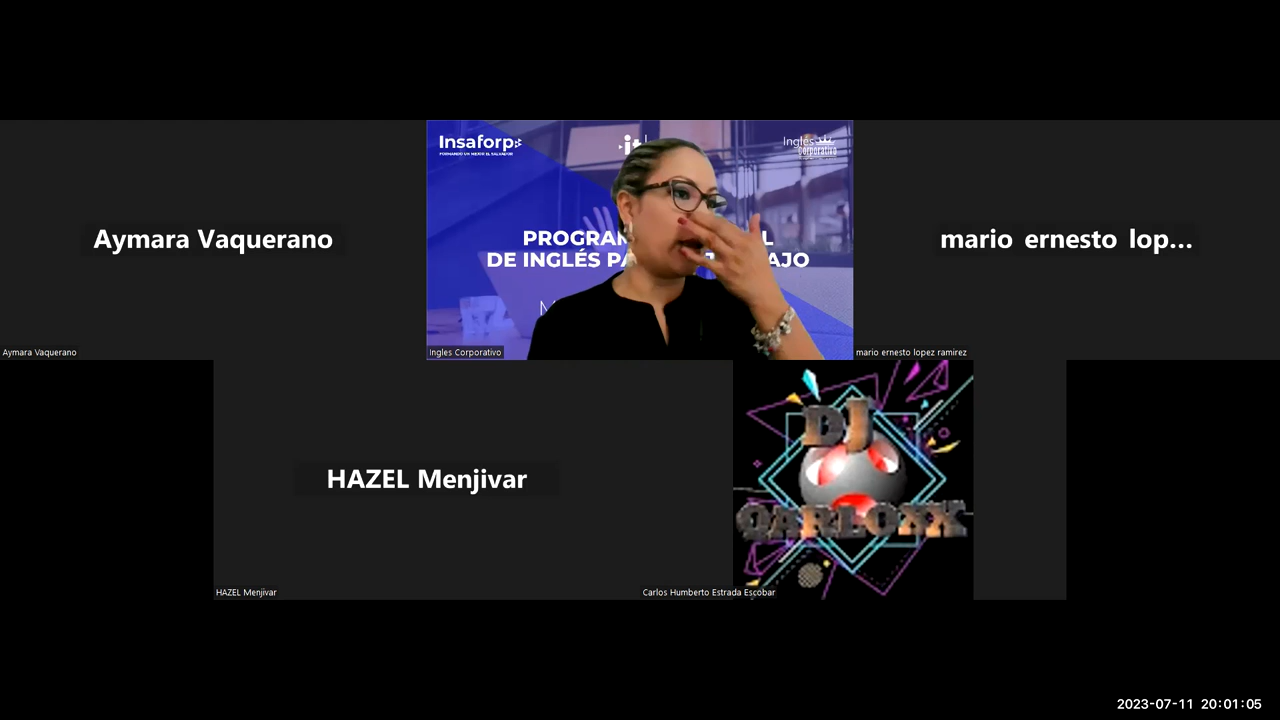 Insaforp
FORMANDO UN MEJOR EL SALVADOR
it
Inglés
corporativo
Aymara Vaquerano
PROGRAM
L
DE INGLÉS PA
AJO
M
mario ernesto lop...
Aymara Vaquerano
Ingles Corporativo
mario ernesto lopez ramirez
HAZEL Menjivar
DJ
QARLOXX
HAZEL Menjivar
Carlos Humberto Estrada Escobar
2023-07-11 20:01:05